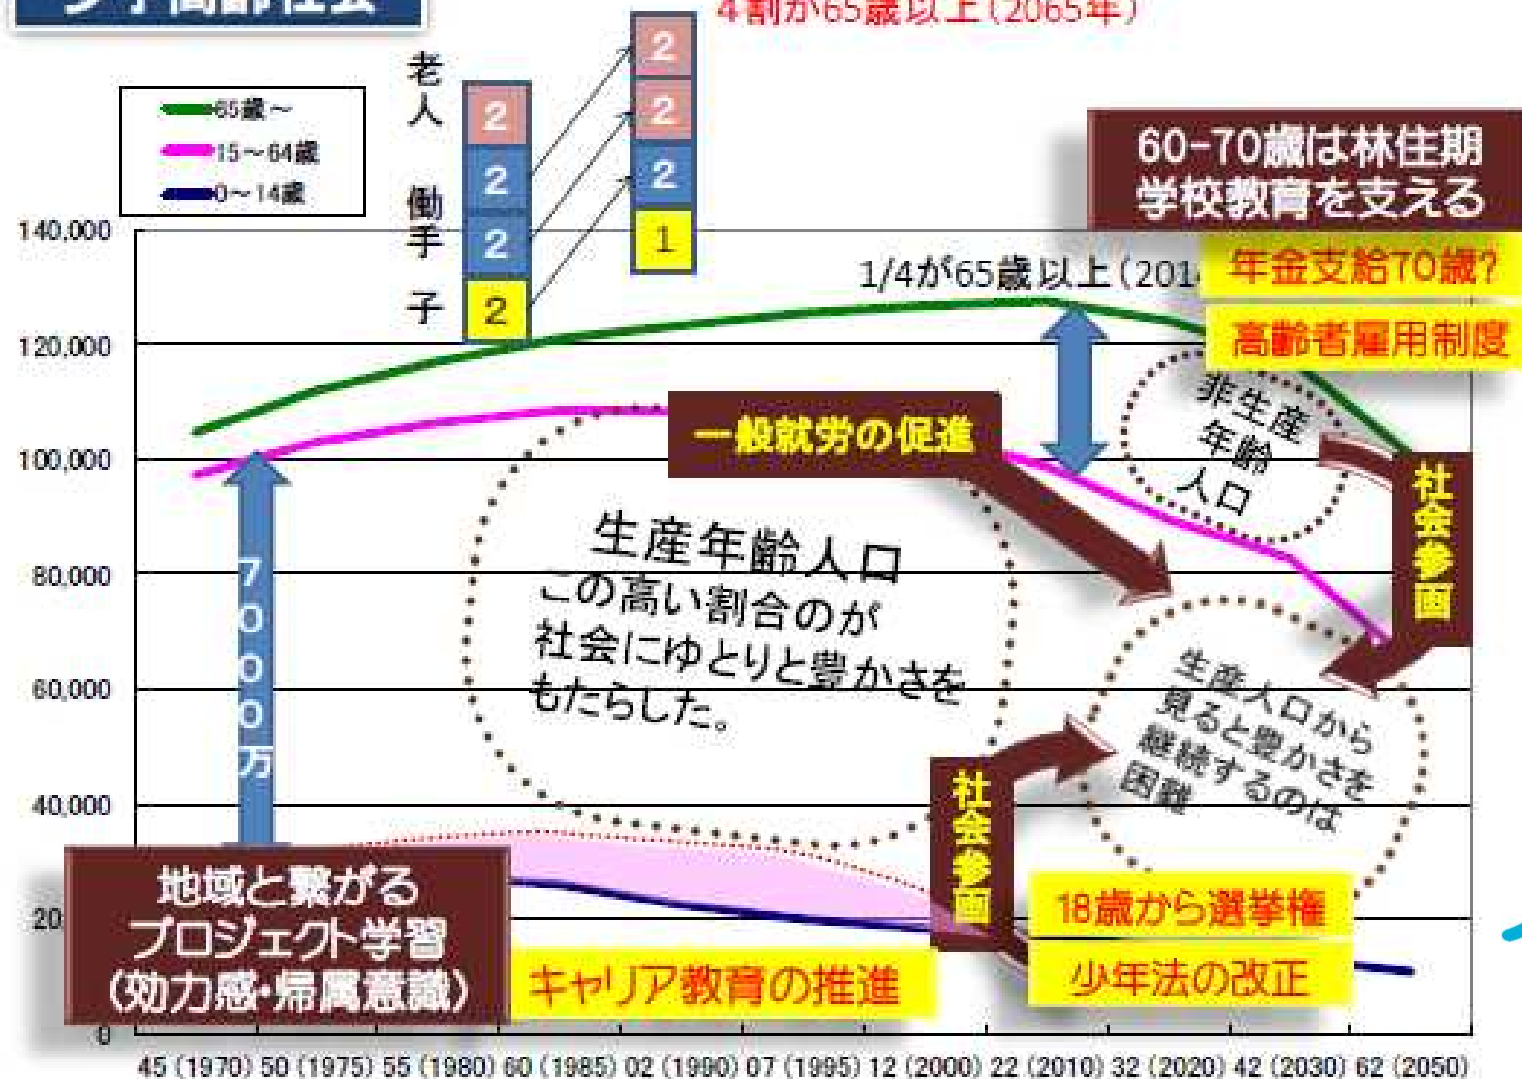 少子高齢社会
4割が65歳以上(2065年)
老人
働手
子
2
2
2
2
2
2
2
1
65歳~
15~64歳
0~14歳
60-70歳は林住期
学校教育を支える
年金支給70歳?
高齢者雇用制度
1/4が65歳以上(201
140,000
120,000
100,000
80,000
60,000
40,000
20
0
非生産
年齢
人口
一般就労の促進
社会参画
7000万
生産年齢人口
この高い割合のが
社会にゆとりと豊かさを
もたらした。
生産人口から
見ると豊かさを
継続するのは
困難
社会参画
地域と繋がる
プロジェクト学習
(効力感・帰属意識)
キャリア教育の推進
18歳から選挙権
少年法の改正
45 (1970) 50 (1975) 55 (1980) 60 (1985) 02 (1990) 07 (1995) 12 (2000) 22 (2010) 32 (2020) 42 (2030) 62 (2050)